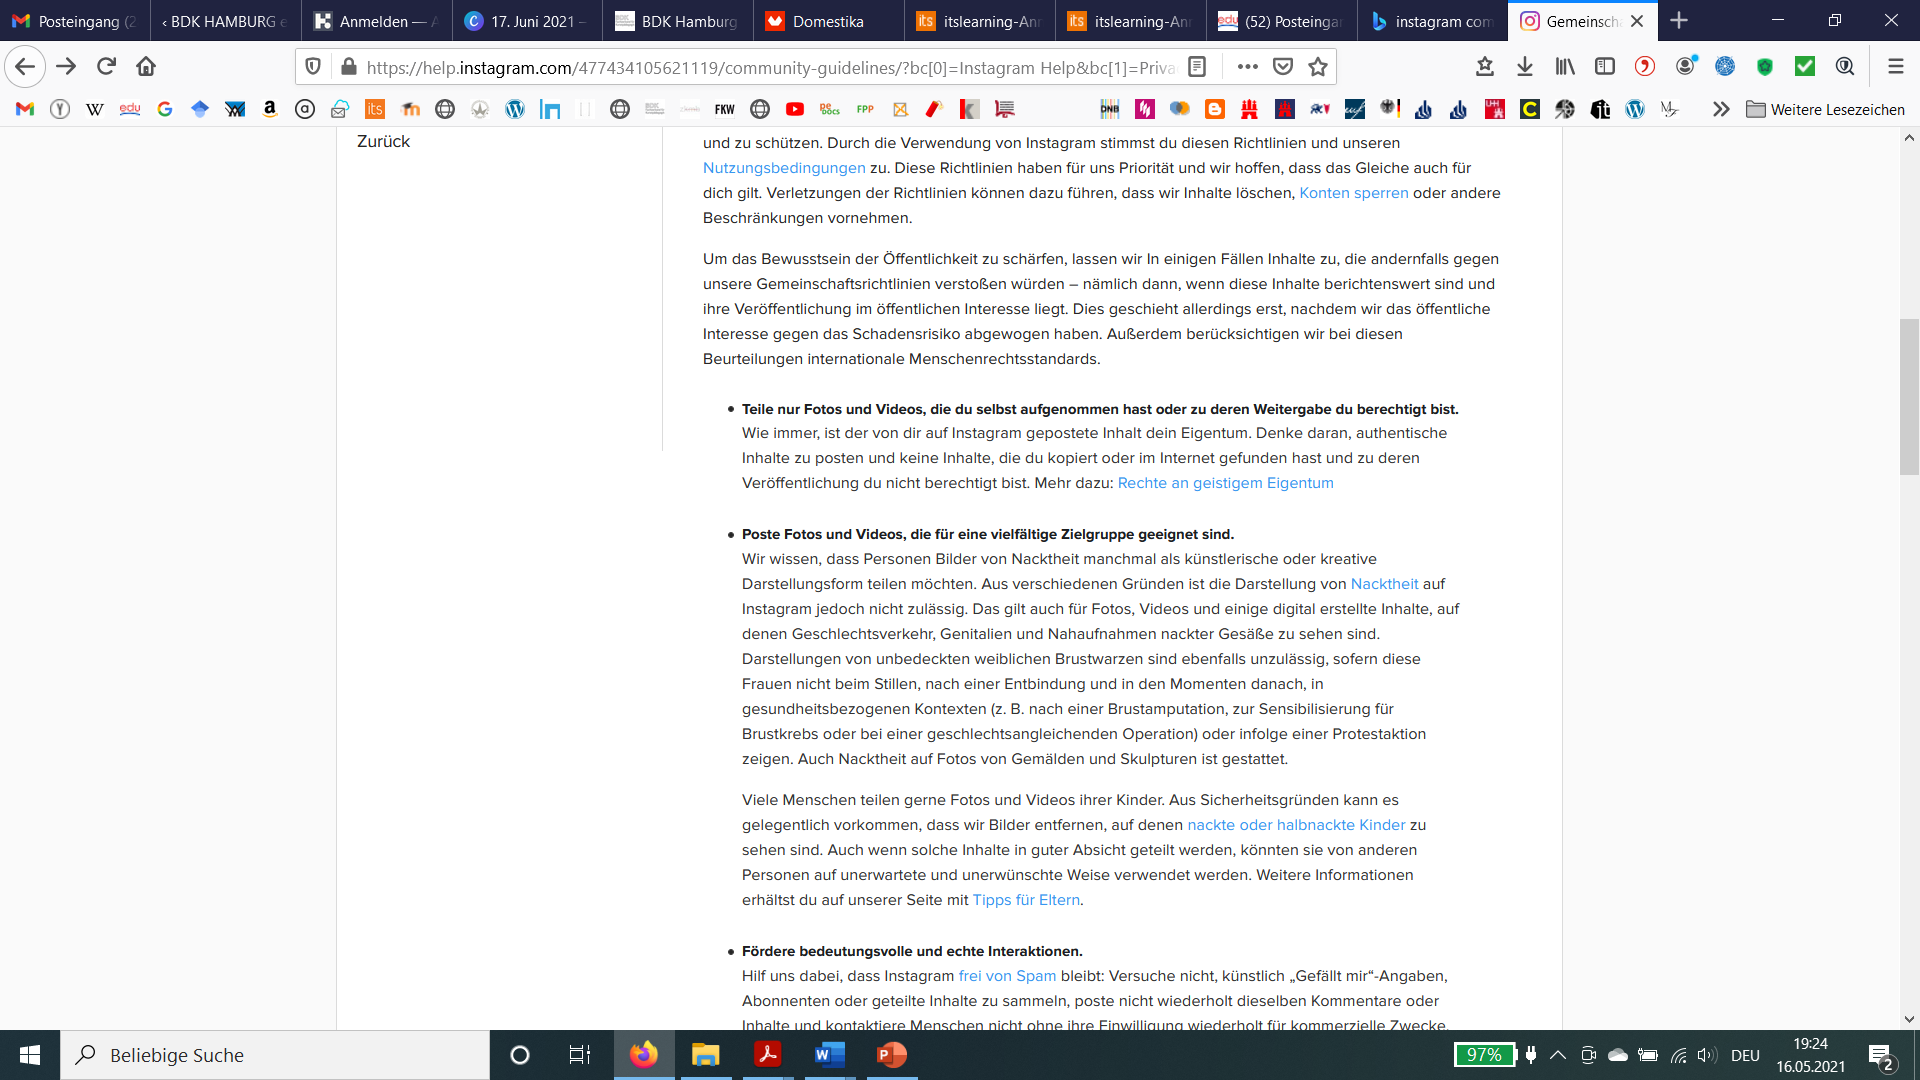 Posteingang (2
‹ BDK HAMBURG e
Anmelden — A
17. Juni 2021 –
BDK Hamburg
Domestika
itslearning-Anr
itslearning-Anr
(52) Posteingar
instagram com
Gemeinscha
https://help.instagram.com/477434105621119/community-guidelines/?bc[0]=Instagram Help&bc[1]=Priva
Weitere Lesezeichen
Zurück
und zu schützen. Durch die Verwendung von Instagram stimmst du diesen Richtlinien und unseren
Nutzungsbedingungen zu. Diese Richtlinien haben für uns Priorität und wir hoffen, dass das Gleiche auch für
dich gilt. Verletzungen der Richtlinien können dazu führen, dass wir Inhalte löschen, Konten sperren oder andere
Beschränkungen vornehmen.
Um das Bewusstsein der Öffentlichkeit zu schärfen, lassen wir In einigen Fällen Inhalte zu, die andernfalls gegen
unsere Gemeinschaftsrichtlinien verstoßen würden – nämlich dann, wenn diese Inhalte berichtenswert sind und
ihre Veröffentlichung im öffentlichen Interesse liegt. Dies geschieht allerdings erst, nachdem wir das öffentliche
Interesse gegen das Schadensrisiko abgewogen haben. Außerdem berücksichtigen wir bei diesen
Beurteilungen internationale Menschenrechtsstandards.
• Teile nur Fotos und Videos, die du selbst aufgenommen hast oder zu deren Weitergabe du berechtigt bist.
Wie immer, ist der von dir auf Instagram gepostete Inhalt dein Eigentum. Denke daran, authentische
Inhalte zu posten und keine Inhalte, die du kopiert oder im Internet gefunden hast und zu deren
Veröffentlichung du nicht berechtigt bist. Mehr dazu: Rechte an geistigem Eigentum
• Poste Fotos und Videos, die für eine vielfältige Zielgruppe geeignet sind.
Wir wissen, dass Personen Bilder von Nacktheit manchmal als künstlerische oder kreative
Darstellungsform teilen möchten. Aus verschiedenen Gründen ist die Darstellung von Nacktheit auf
Instagram jedoch nicht zulässig. Das gilt auch für Fotos, Videos und einige digital erstellte Inhalte, auf
denen Geschlechtsverkehr, Genitalien und Nahaufnahmen nackter Gesäße zu sehen sind.
Darstellungen von unbedeckten weiblichen Brustwarzen sind ebenfalls unzulässig, sofern diese
Frauen nicht beim Stillen, nach einer Entbindung und in den Momenten danach, in
gesundheitsbezogenen Kontexten (z. B. nach einer Brustamputation, zur Sensibilisierung für
Brustkrebs oder bei einer geschlechtsangleichenden Operation) oder infolge einer Protestaktion
zeigen. Auch Nacktheit auf Fotos von Gemälden und Skulpturen ist gestattet.
Viele Menschen teilen gerne Fotos und Videos ihrer Kinder. Aus Sicherheitsgründen kann es
gelegentlich vorkommen, dass wir Bilder entfernen, auf denen nackte oder halbnackte Kinder zu
sehen sind. Auch wenn solche Inhalte in guter Absicht geteilt werden, könnten sie von anderen
Personen auf unerwartete und unerwünschte Weise verwendet werden. Weitere Informationen
erhältst du auf unserer Seite mit Tipps für Eltern.
• Fördere bedeutungsvolle und echte Interaktionen.
Hilf uns dabei, dass Instagram frei von Spam bleibt: Versuche nicht, künstlich „Gefällt mir“-Angaben,
Abonnenten oder geteilte Inhalte zu sammeln, poste nicht wiederholt dieselben Kommentare oder
Inhalte und kontaktiere Menschen nicht ohne ihre Einwilligung wiederholt für kommerzielle Zwecke.
Beliebige Suche
97%
DEU
19:24
16.05.2021
2